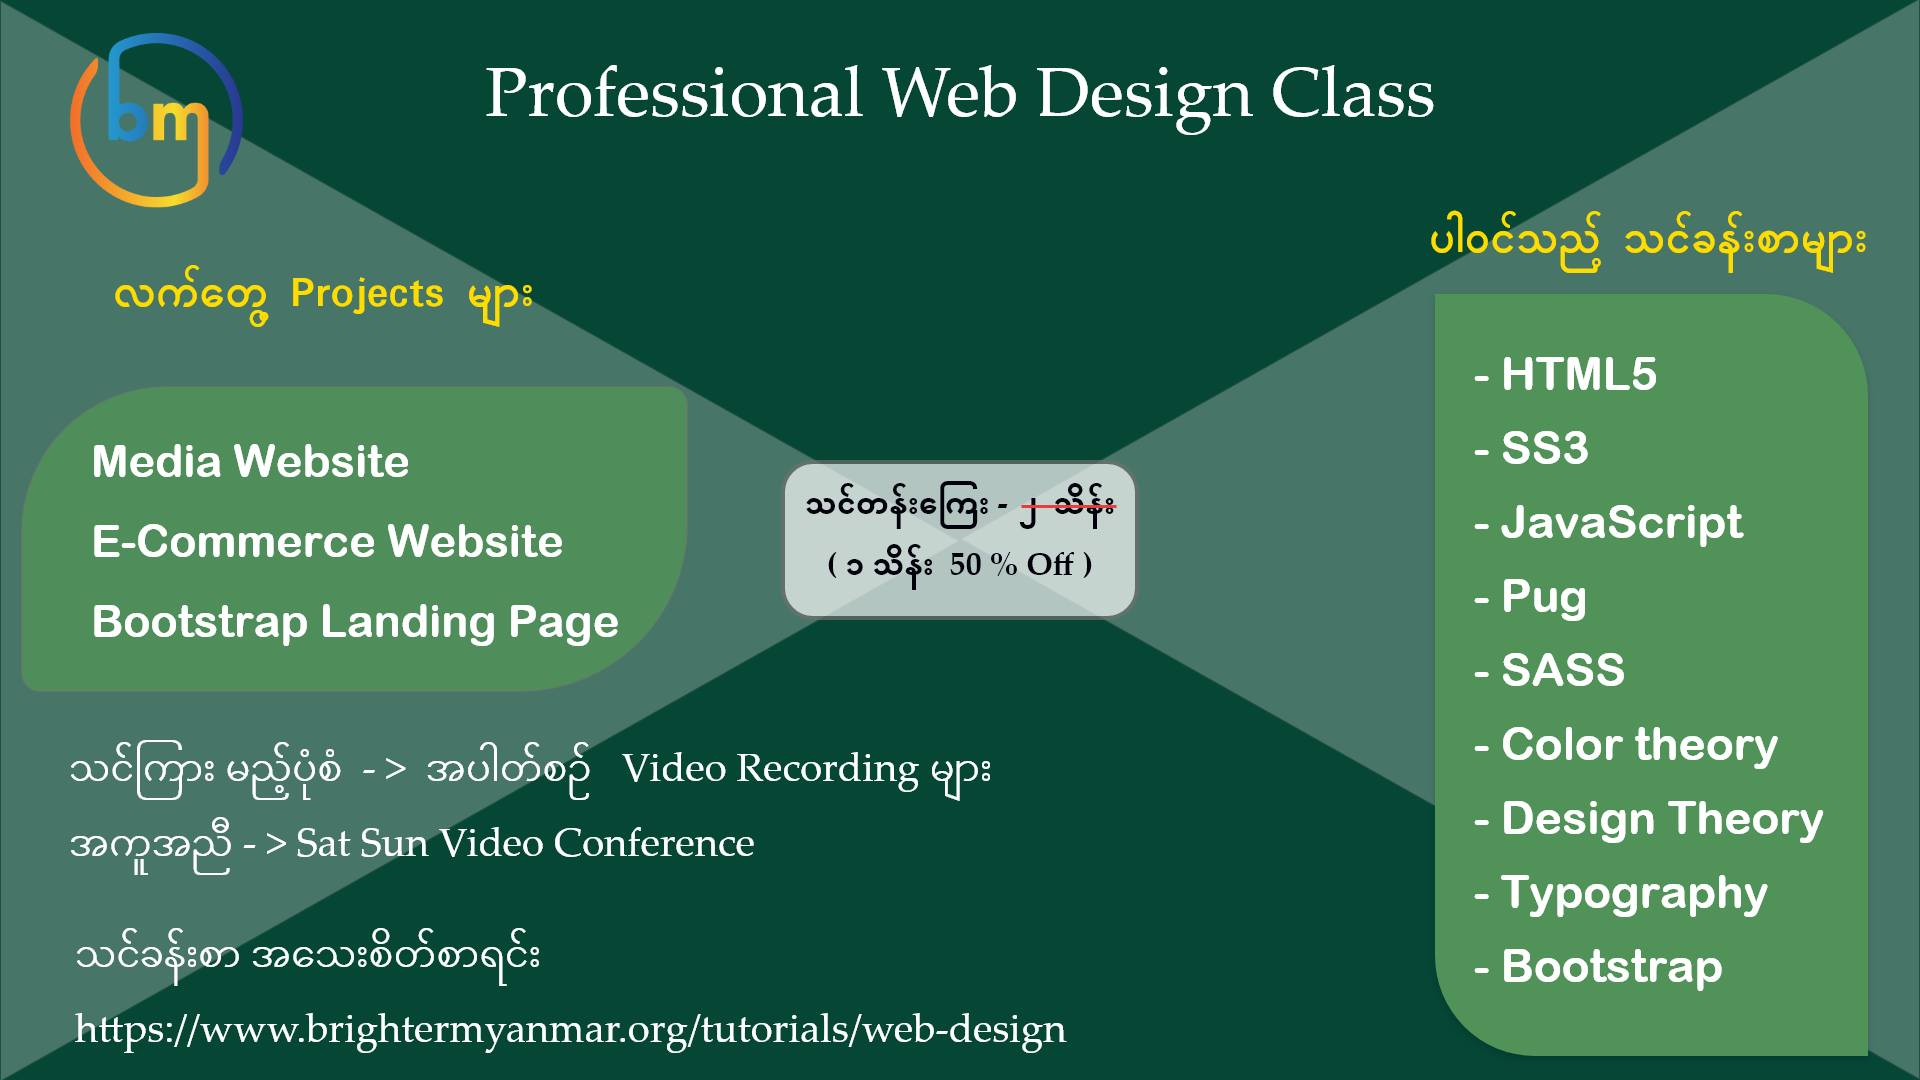 bm
Professional Web Design Class
လက်တွေ့ Projects များ
Media Website
E-Commerce Website
Bootstrap Landing Page
သင်တန်းကြေး - ၂ သိန်း
( ၁ သိန်း 50 % Off )
ပါဝင်သည့် သင်ခန်းစာများ
- HTML5
- SS3
- JavaScript
- Pug
- SASS
- Color theory
- Design Theory
- Typography
- Bootstrap
သင်ကြား မည့်ပုံစံ - > အပါတ်စဉ် Video Recording များ
အကူအညီ - > Sat Sun Video Conference
သင်ခန်းစာ အသေးစိတ်စာရင်း
https://www.brightermyanmar.org/tutorials/web-design